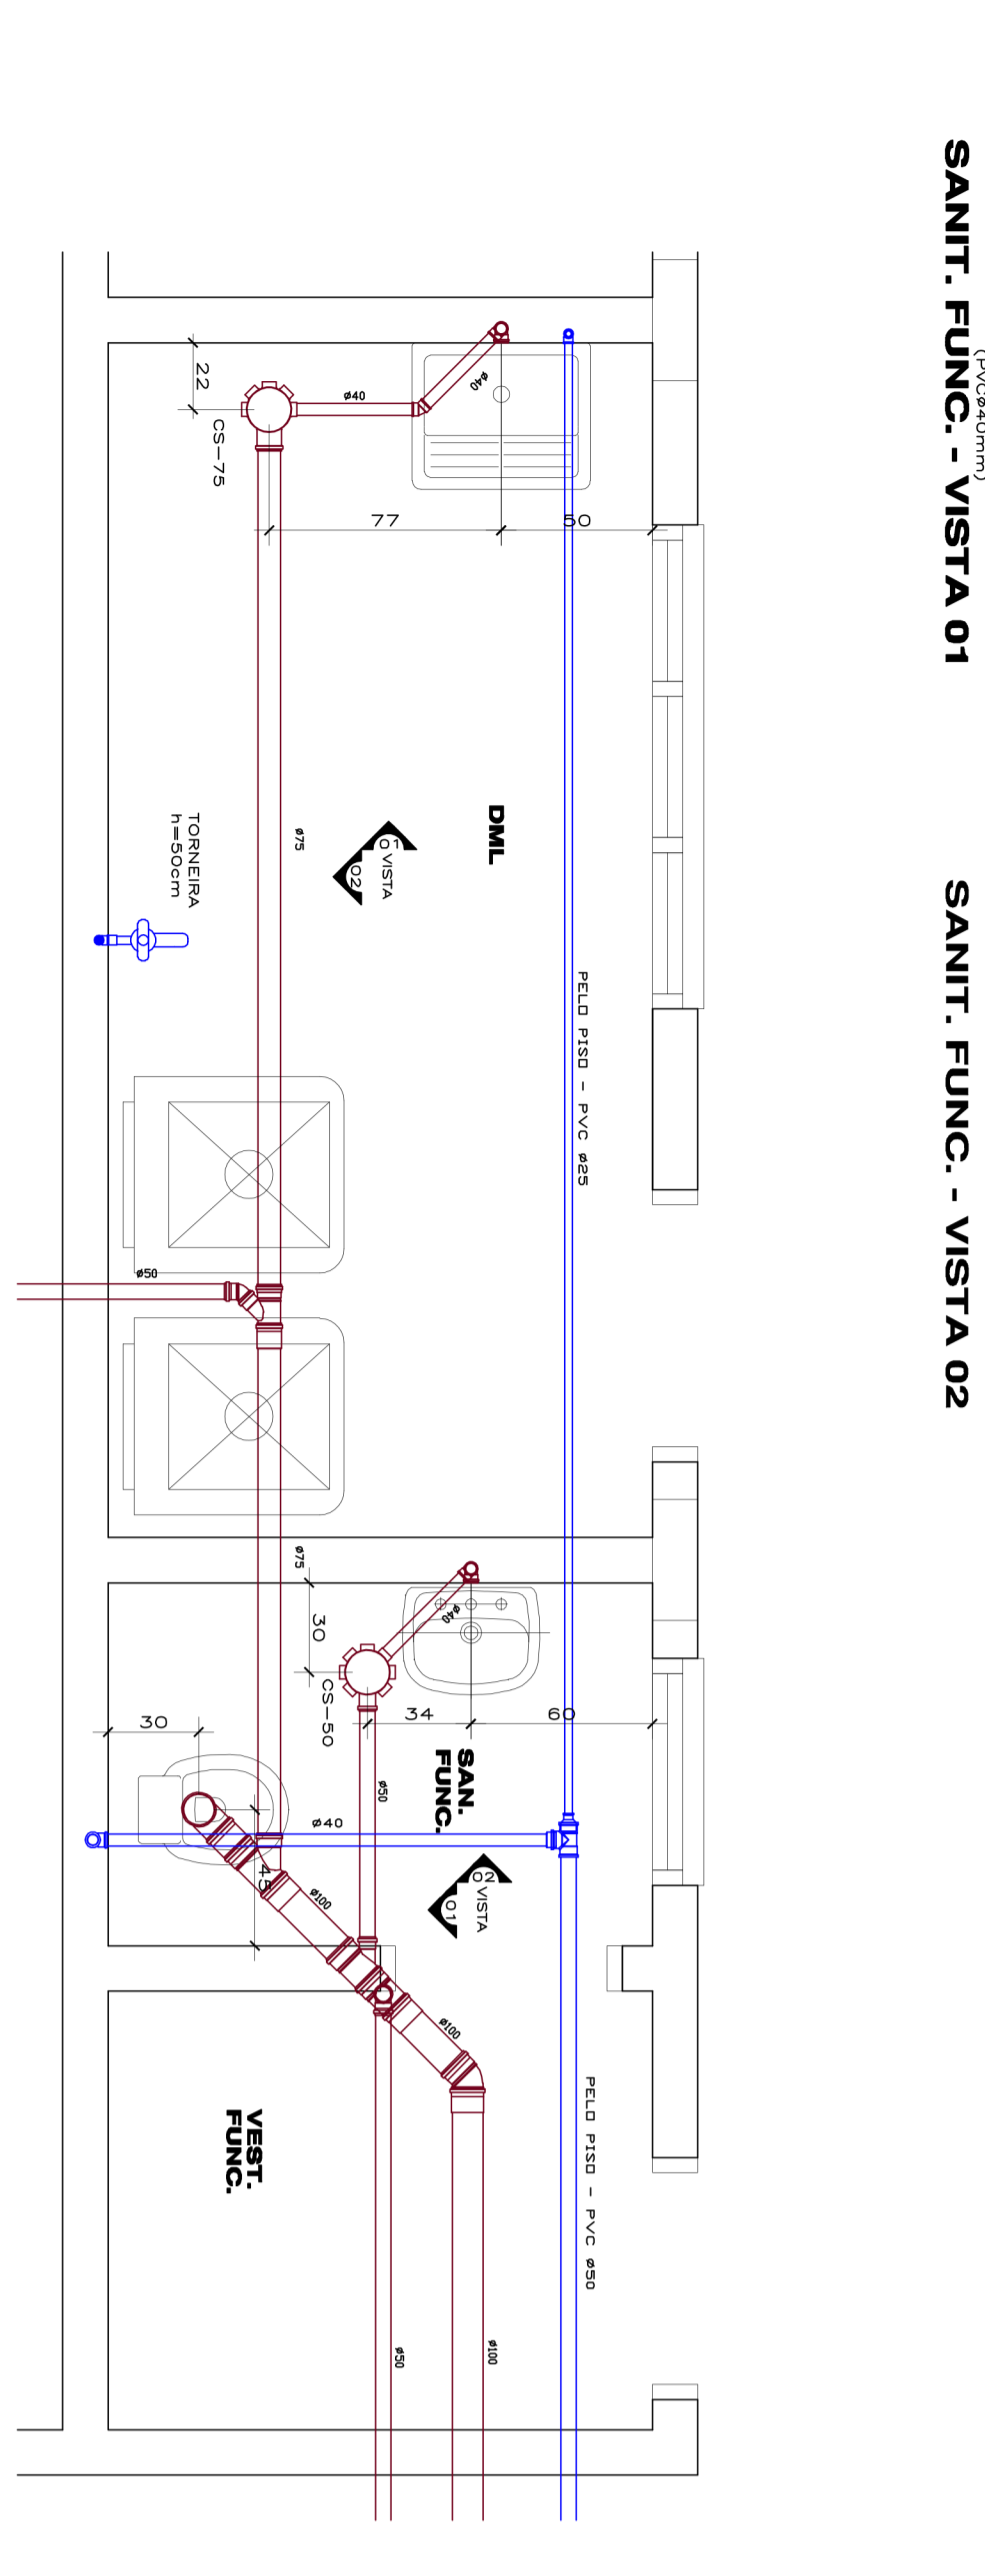 (PVCø40mm)
SANIT. FUNC. - VISTA 01
SANIT. FUNC. - VISTA 02
22
CS-75
ø40
ø40
77
50
DML
VISTA
01
02
ø75
TORNEIRA
h=50cm
PELO PISO - PVC ø25
ø50
ø75
30
CS-50
ø40
34
60
30
SAN.
FUNC.
ø50
ø40
45
ø100
VISTA
02
01
ø100
VEST.
FUNC.
PELO PISO - PVC ø50
ø50
ø100